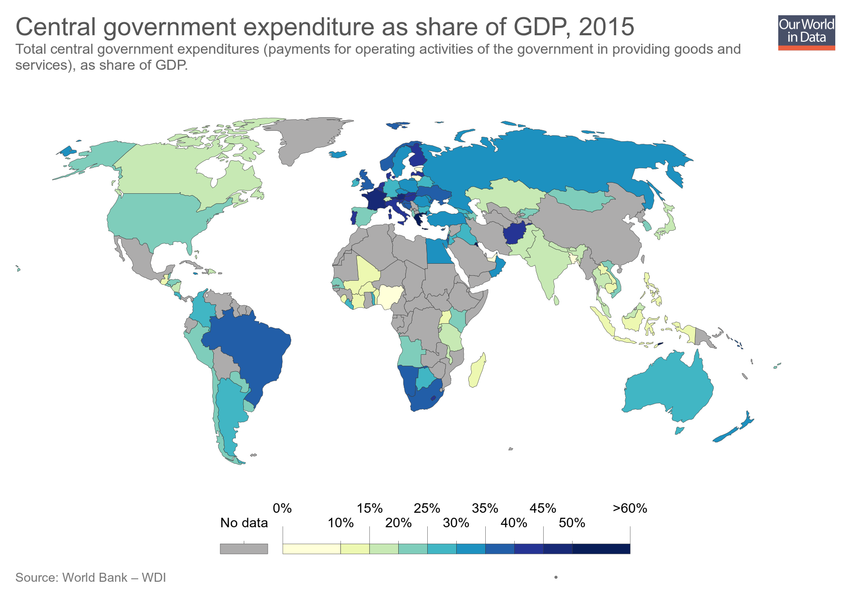 Central government expenditure as share of GDP, 2015
Total central government expenditures (payments for operating activities of the government in providing goods and
services), as share of GDP.
Our World
in Data
0% 15% 25% 35% 45% >60%
No data 10% 20% 30% 40% 50%
Source: World Bank – WDI